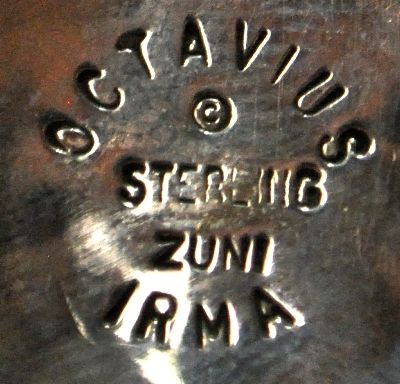 OCTAVIUS
©
STERLING
ZUNI
IRMA